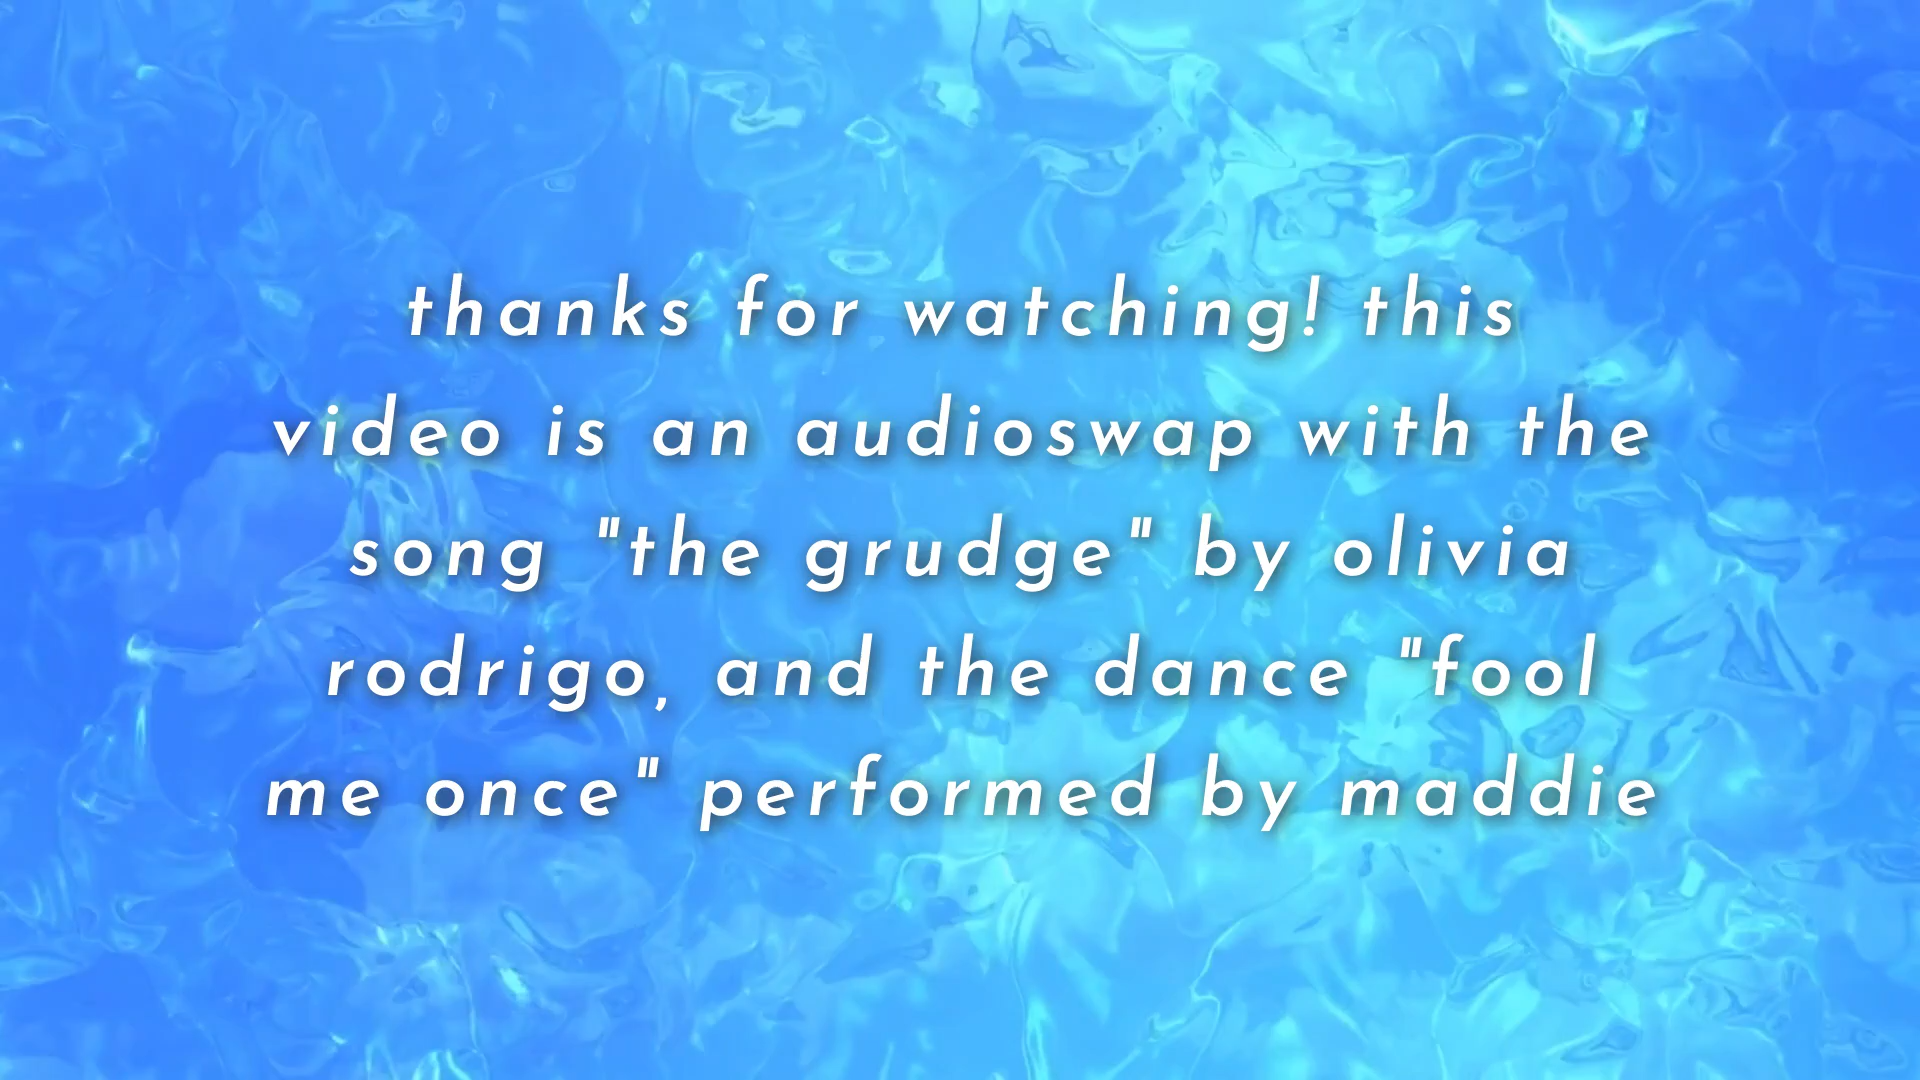 thanks for watching! this
video is an audioswap with the
song "the grudge" by olivia
rodrigo, and the dance "fool
me once" performed by maddie